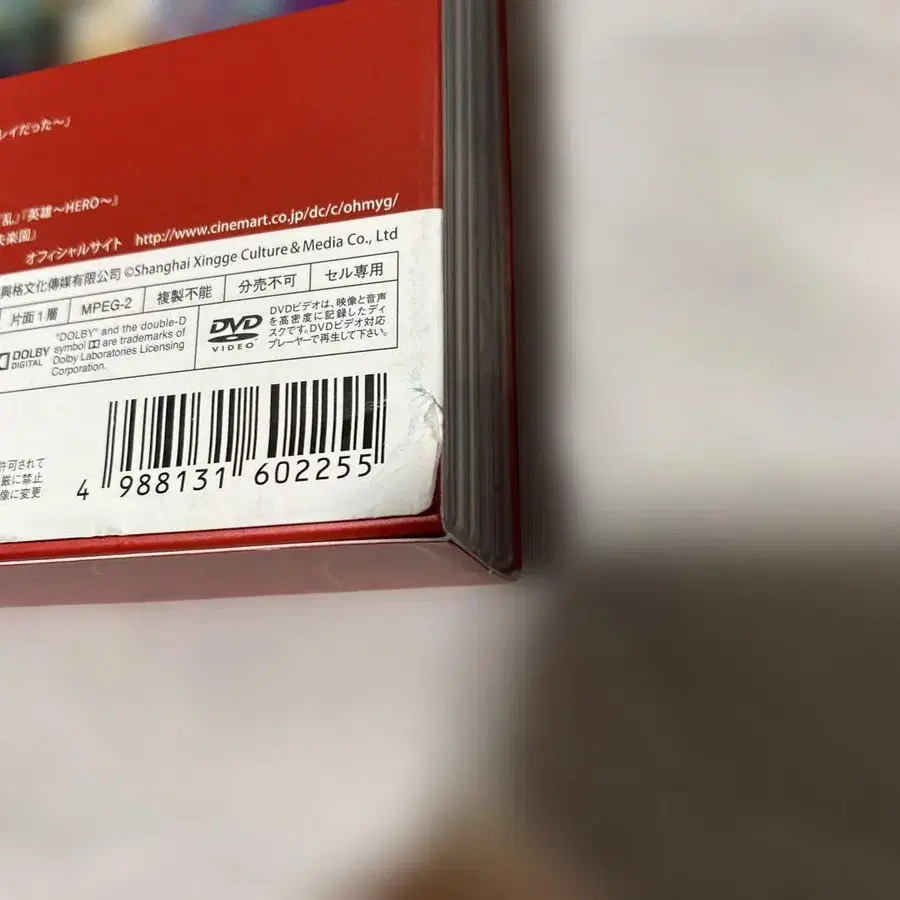 レイだった～」
乱』『英雄～HERO～』
失楽園』
オフィシャルサイト http://www.cinemart.co.jp/dc/c/ohmyg/
興格文化傳媒有限公司 ©Shanghai Xingge Culture & Media Co., Ltd
片面1層 MPEG-2 複製不能 分売不可 セル専用
DOLBY DIGITAL
"DOLBY" and the double-D
symbol are trademarks of
Dolby Laboratories Licensing
Corporation.
DVD VIDEO
DVDビデオは、映像と音声
を高密度に記録したディ
スクです。DVDビデオ対応
プレーヤーで再生して下さい。
許可されて
厳に禁止
像に変更
4 988131 602255